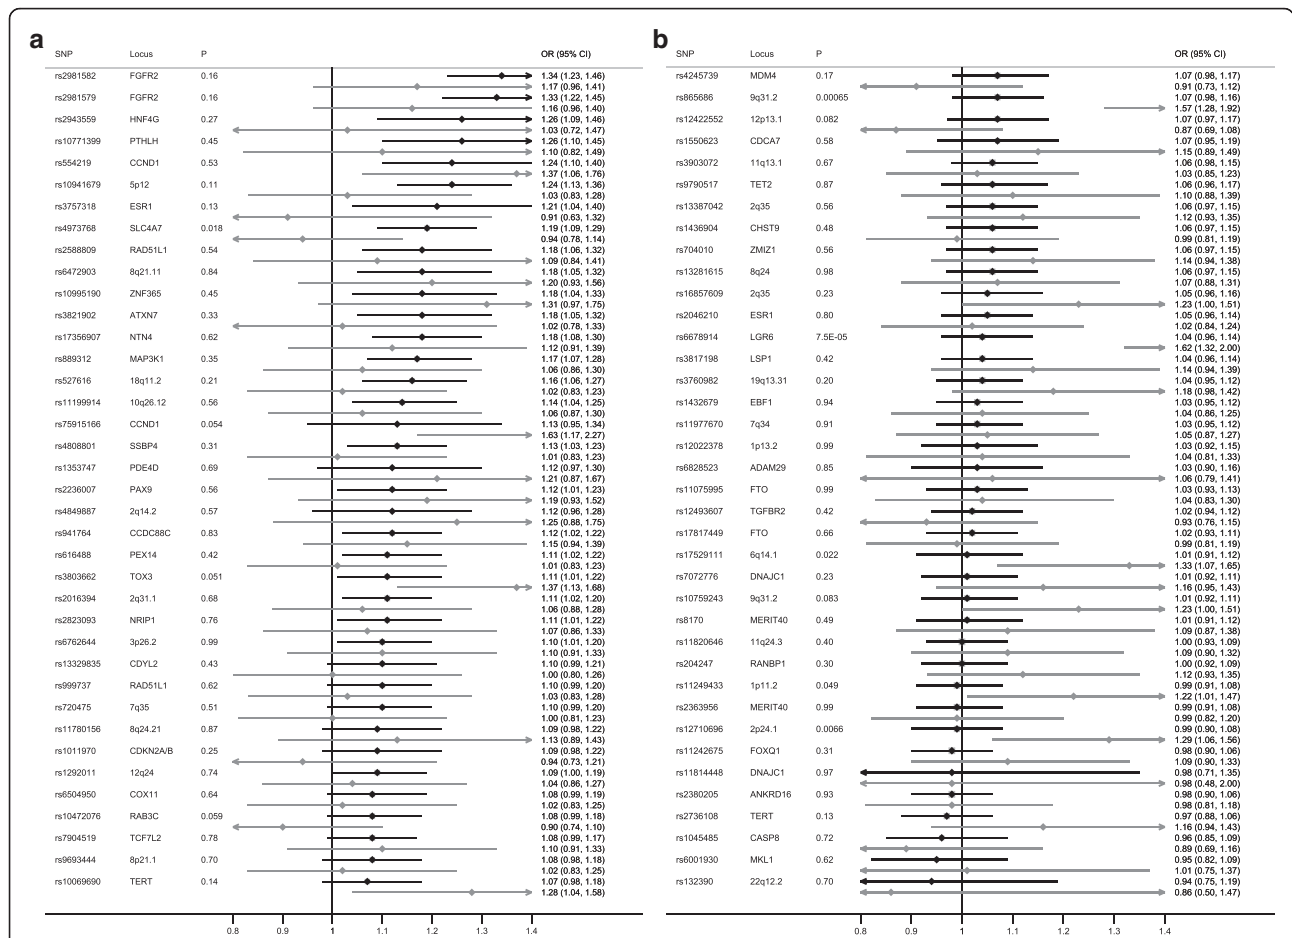 a
SNP Locus P OR (95% CI)
rs2981582 FGFR2 0.16 1.34 (1.23, 1.46)
1.17 (0.96, 1.41)
rs2981579 FGFR2 0.16 1.33 (1.22, 1.45)
1.16 (0.96, 1.40)
rs2943559 HNF4G 0.27 1.26 (1.09, 1.46)
1.03 (0.72, 1.47)
rs10771399 PTHLH 0.45 1.26 (1.10, 1.45)
1.10 (0.82, 1.49)
rs554219 CCND1 0.53 1.24 (1.10, 1.40)
1.37 (1.06, 1.76)
rs10941679 5p12 0.11 1.24 (1.13, 1.36)
1.03 (0.83, 1.28)
rs3757318 ESR1 0.13 1.21 (1.04, 1.40)
0.91 (0.63, 1.32)
rs4973768 SLC4A7 0.018 1.19 (1.09, 1.29)
0.94 (0.78, 1.14)
rs2588809 RAD51L1 0.54 1.18 (1.06, 1.32)
1.09 (0.84, 1.41)
rs6472903 8q21.11 0.84 1.18 (1.05, 1.32)
1.20 (0.93, 1.56)
rs10995190 ZNF365 0.45 1.18 (1.04, 1.33)
1.31 (0.97, 1.75)
rs3821902 ATXN7 0.33 1.18 (1.05, 1.32)
1.02 (0.78, 1.33)
rs17356907 NTN4 0.62 1.18 (1.08, 1.30)
1.12 (0.91, 1.39)
rs889312 MAP3K1 0.35 1.17 (1.07, 1.28)
1.06 (0.86, 1.30)
rs527616 18q11.2 0.21 1.16 (1.06, 1.27)
1.02 (0.83, 1.23)
rs11199914 10q26.12 0.56 1.14 (1.04, 1.25)
1.06 (0.87, 1.30)
rs75915166 CCND1 0.054 1.13 (0.95, 1.34)
1.63 (1.17, 2.27)
rs4808801 SSBP4 0.31 1.13 (1.03, 1.23)
1.01 (0.83, 1.23)
rs1353747 PDE4D 0.69 1.12 (0.97, 1.30)
1.21 (0.87, 1.67)
rs2236007 PAX9 0.56 1.12 (1.01, 1.23)
1.19 (0.93, 1.52)
rs4849887 2q14.2 0.57 1.12 (0.96, 1.28)
1.25 (0.88, 1.75)
rs941764 CCDC88C 0.83 1.12 (1.02, 1.22)
1.15 (0.94, 1.39)
rs616488 PEX14 0.42 1.11 (1.02, 1.22)
1.01 (0.83, 1.23)
rs3803662 TOX3 0.051 1.11 (1.01, 1.22)
1.37 (1.13, 1.68)
rs2016394 2q31.1 0.68 1.11 (1.02, 1.20)
1.06 (0.88, 1.28)
rs2823093 NRIP1 0.76 1.11 (1.01, 1.22)
1.07 (0.86, 1.33)
rs6762644 3p26.2 0.99 1.10 (1.01, 1.20)
1.10 (0.91, 1.33)
rs13329835 CDYL2 0.43 1.10 (0.99, 1.21)
1.00 (0.80, 1.26)
rs999737 RAD51L1 0.62 1.10 (0.99, 1.20)
1.03 (0.83, 1.28)
rs720475 7q35 0.51 1.10 (0.99, 1.20)
1.00 (0.81, 1.23)
rs11780156 8q24.21 0.87 1.09 (0.98, 1.22)
1.13 (0.89, 1.43)
rs1011970 CDKN2A/B 0.25 1.09 (0.98, 1.22)
0.94 (0.73, 1.21)
rs1292011 12q24 0.74 1.09 (1.00, 1.19)
1.04 (0.86, 1.27)
rs6504950 COX11 0.64 1.08 (0.99, 1.19)
1.02 (0.83, 1.25)
rs10472076 RAB3C 0.059 1.08 (0.99, 1.18)
0.90 (0.74, 1.10)
rs7904519 TCF7L2 0.78 1.08 (0.99, 1.17)
1.10 (0.91, 1.33)
rs9693444 8p21.1 0.70 1.08 (0.98, 1.18)
1.02 (0.83, 1.25)
rs10069690 TERT 0.14 1.07 (0.98, 1.18)
1.28 (1.04, 1.58)
0.8 0.9 1 1.1 1.2 1.3 1.4
b
SNP Locus P OR (95% CI)
rs4245739 MDM4 0.17 1.07 (0.98, 1.17)
0.91 (0.73, 1.12)
rs865686 9q31.2 0.00065 1.07 (0.98, 1.16)
1.57 (1.28, 1.92)
rs12422552 12p13.1 0.082 1.07 (0.97, 1.17)
0.87 (0.69, 1.08)
rs1550623 CDCA7 0.58 1.07 (0.95, 1.19)
1.15 (0.89, 1.49)
rs3903072 11q13.1 0.67 1.06 (0.98, 1.15)
1.03 (0.85, 1.23)
rs9790517 TET2 0.87 1.06 (0.96, 1.17)
1.10 (0.88, 1.39)
rs13387042 2q35 0.56 1.06 (0.97, 1.15)
1.12 (0.93, 1.35)
rs1436904 CHST9 0.48 1.06 (0.97, 1.15)
0.99 (0.81, 1.19)
rs704010 ZMIZ1 0.56 1.06 (0.97, 1.15)
1.14 (0.94, 1.38)
rs13281615 8q24 0.98 1.06 (0.97, 1.15)
1.07 (0.88, 1.31)
rs16857609 2q35 0.23 1.05 (0.96, 1.16)
1.23 (1.00, 1.51)
rs2046210 ESR1 0.80 1.05 (0.96, 1.14)
1.02 (0.84, 1.24)
rs6678914 LGR6 7.5E-05 1.04 (0.96, 1.14)
1.62 (1.32, 2.00)
rs3817198 LSP1 0.42 1.04 (0.96, 1.14)
1.14 (0.94, 1.39)
rs3760982 19q13.31 0.20 1.04 (0.95, 1.12)
1.18 (0.98, 1.42)
rs1432679 EBF1 0.94 1.03 (0.95, 1.12)
1.04 (0.86, 1.25)
rs11977670 7q34 0.91 1.03 (0.95, 1.12)
1.05 (0.87, 1.27)
rs12022378 1p13.2 0.99 1.03 (0.92, 1.15)
1.04 (0.81, 1.33)
rs6828523 ADAM29 0.85 1.03 (0.90, 1.16)
1.06 (0.79, 1.41)
rs11075995 FTO 0.99 1.03 (0.93, 1.13)
1.04 (0.83, 1.30)
rs12493607 TGFBR2 0.42 1.02 (0.94, 1.12)
0.93 (0.76, 1.15)
rs17817449 FTO 0.66 1.02 (0.93, 1.11)
0.99 (0.81, 1.19)
rs17529111 6q14.1 0.022 1.01 (0.91, 1.12)
1.33 (1.07, 1.65)
rs7072776 DNAJC1 0.23 1.01 (0.92, 1.11)
1.16 (0.95, 1.43)
rs10759243 9q31.2 0.083 1.01 (0.92, 1.11)
1.23 (1.00, 1.51)
rs8170 MERIT40 0.49 1.01 (0.91, 1.12)
1.09 (0.87, 1.38)
rs11820646 11q24.3 0.40 1.00 (0.93, 1.09)
1.09 (0.90, 1.32)
rs204247 RANBP1 0.30 1.00 (0.92, 1.09)
1.12 (0.93, 1.35)
rs11249433 1p11.2 0.049 0.99 (0.91, 1.08)
1.22 (1.01, 1.47)
rs2363956 MERIT40 0.99 0.99 (0.91, 1.08)
0.99 (0.82, 1.20)
rs12710696 2p24.1 0.0066 0.99 (0.90, 1.08)
1.29 (1.06, 1.56)
rs11242675 FOXQ1 0.31 0.98 (0.90, 1.06)
1.09 (0.90, 1.33)
rs11814448 DNAJC1 0.97 0.98 (0.71, 1.35)
0.98 (0.48, 2.00)
rs2380205 ANKRD16 0.93 0.98 (0.90, 1.06)
0.98 (0.81, 1.18)
rs2736108 TERT 0.13 0.97 (0.88, 1.06)
1.16 (0.94, 1.43)
rs1045485 CASP8 0.72 0.96 (0.85, 1.09)
0.89 (0.69, 1.16)
rs6001930 MKL1 0.62 0.95 (0.82, 1.09)
1.01 (0.75, 1.37)
rs132390 22q12.2 0.70 0.94 (0.75, 1.19)
0.86 (0.50, 1.47)
0.8 0.9 1 1.1 1.2 1.3 1.4